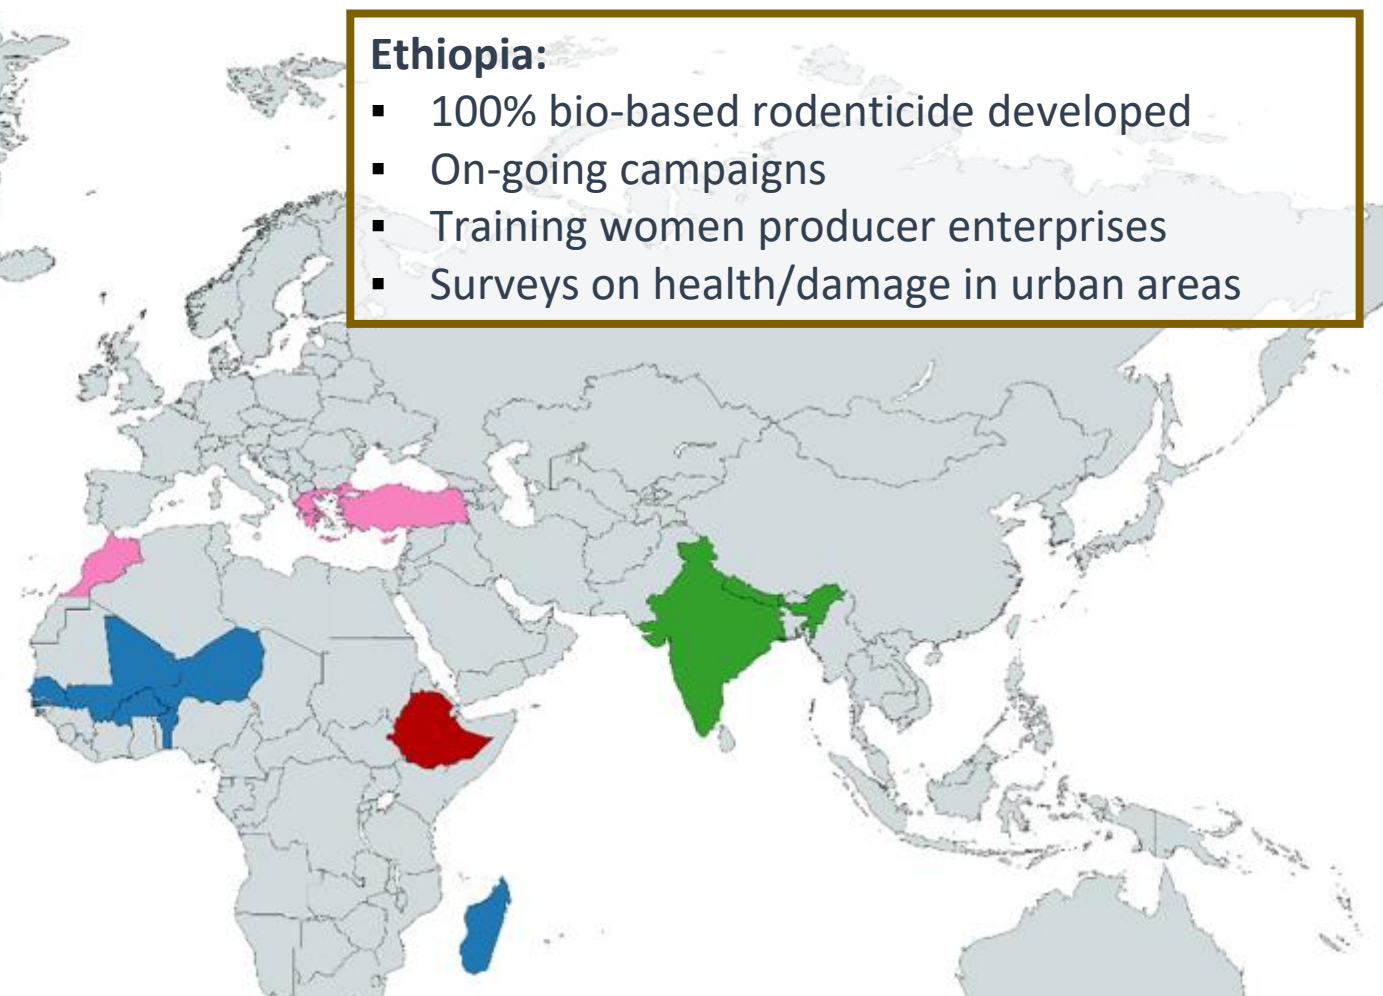 Ethiopia:
▪ 100% bio-based rodenticide developed
▪ On-going campaigns
▪ Training women producer enterprises
▪ Surveys on health/damage in urban areas